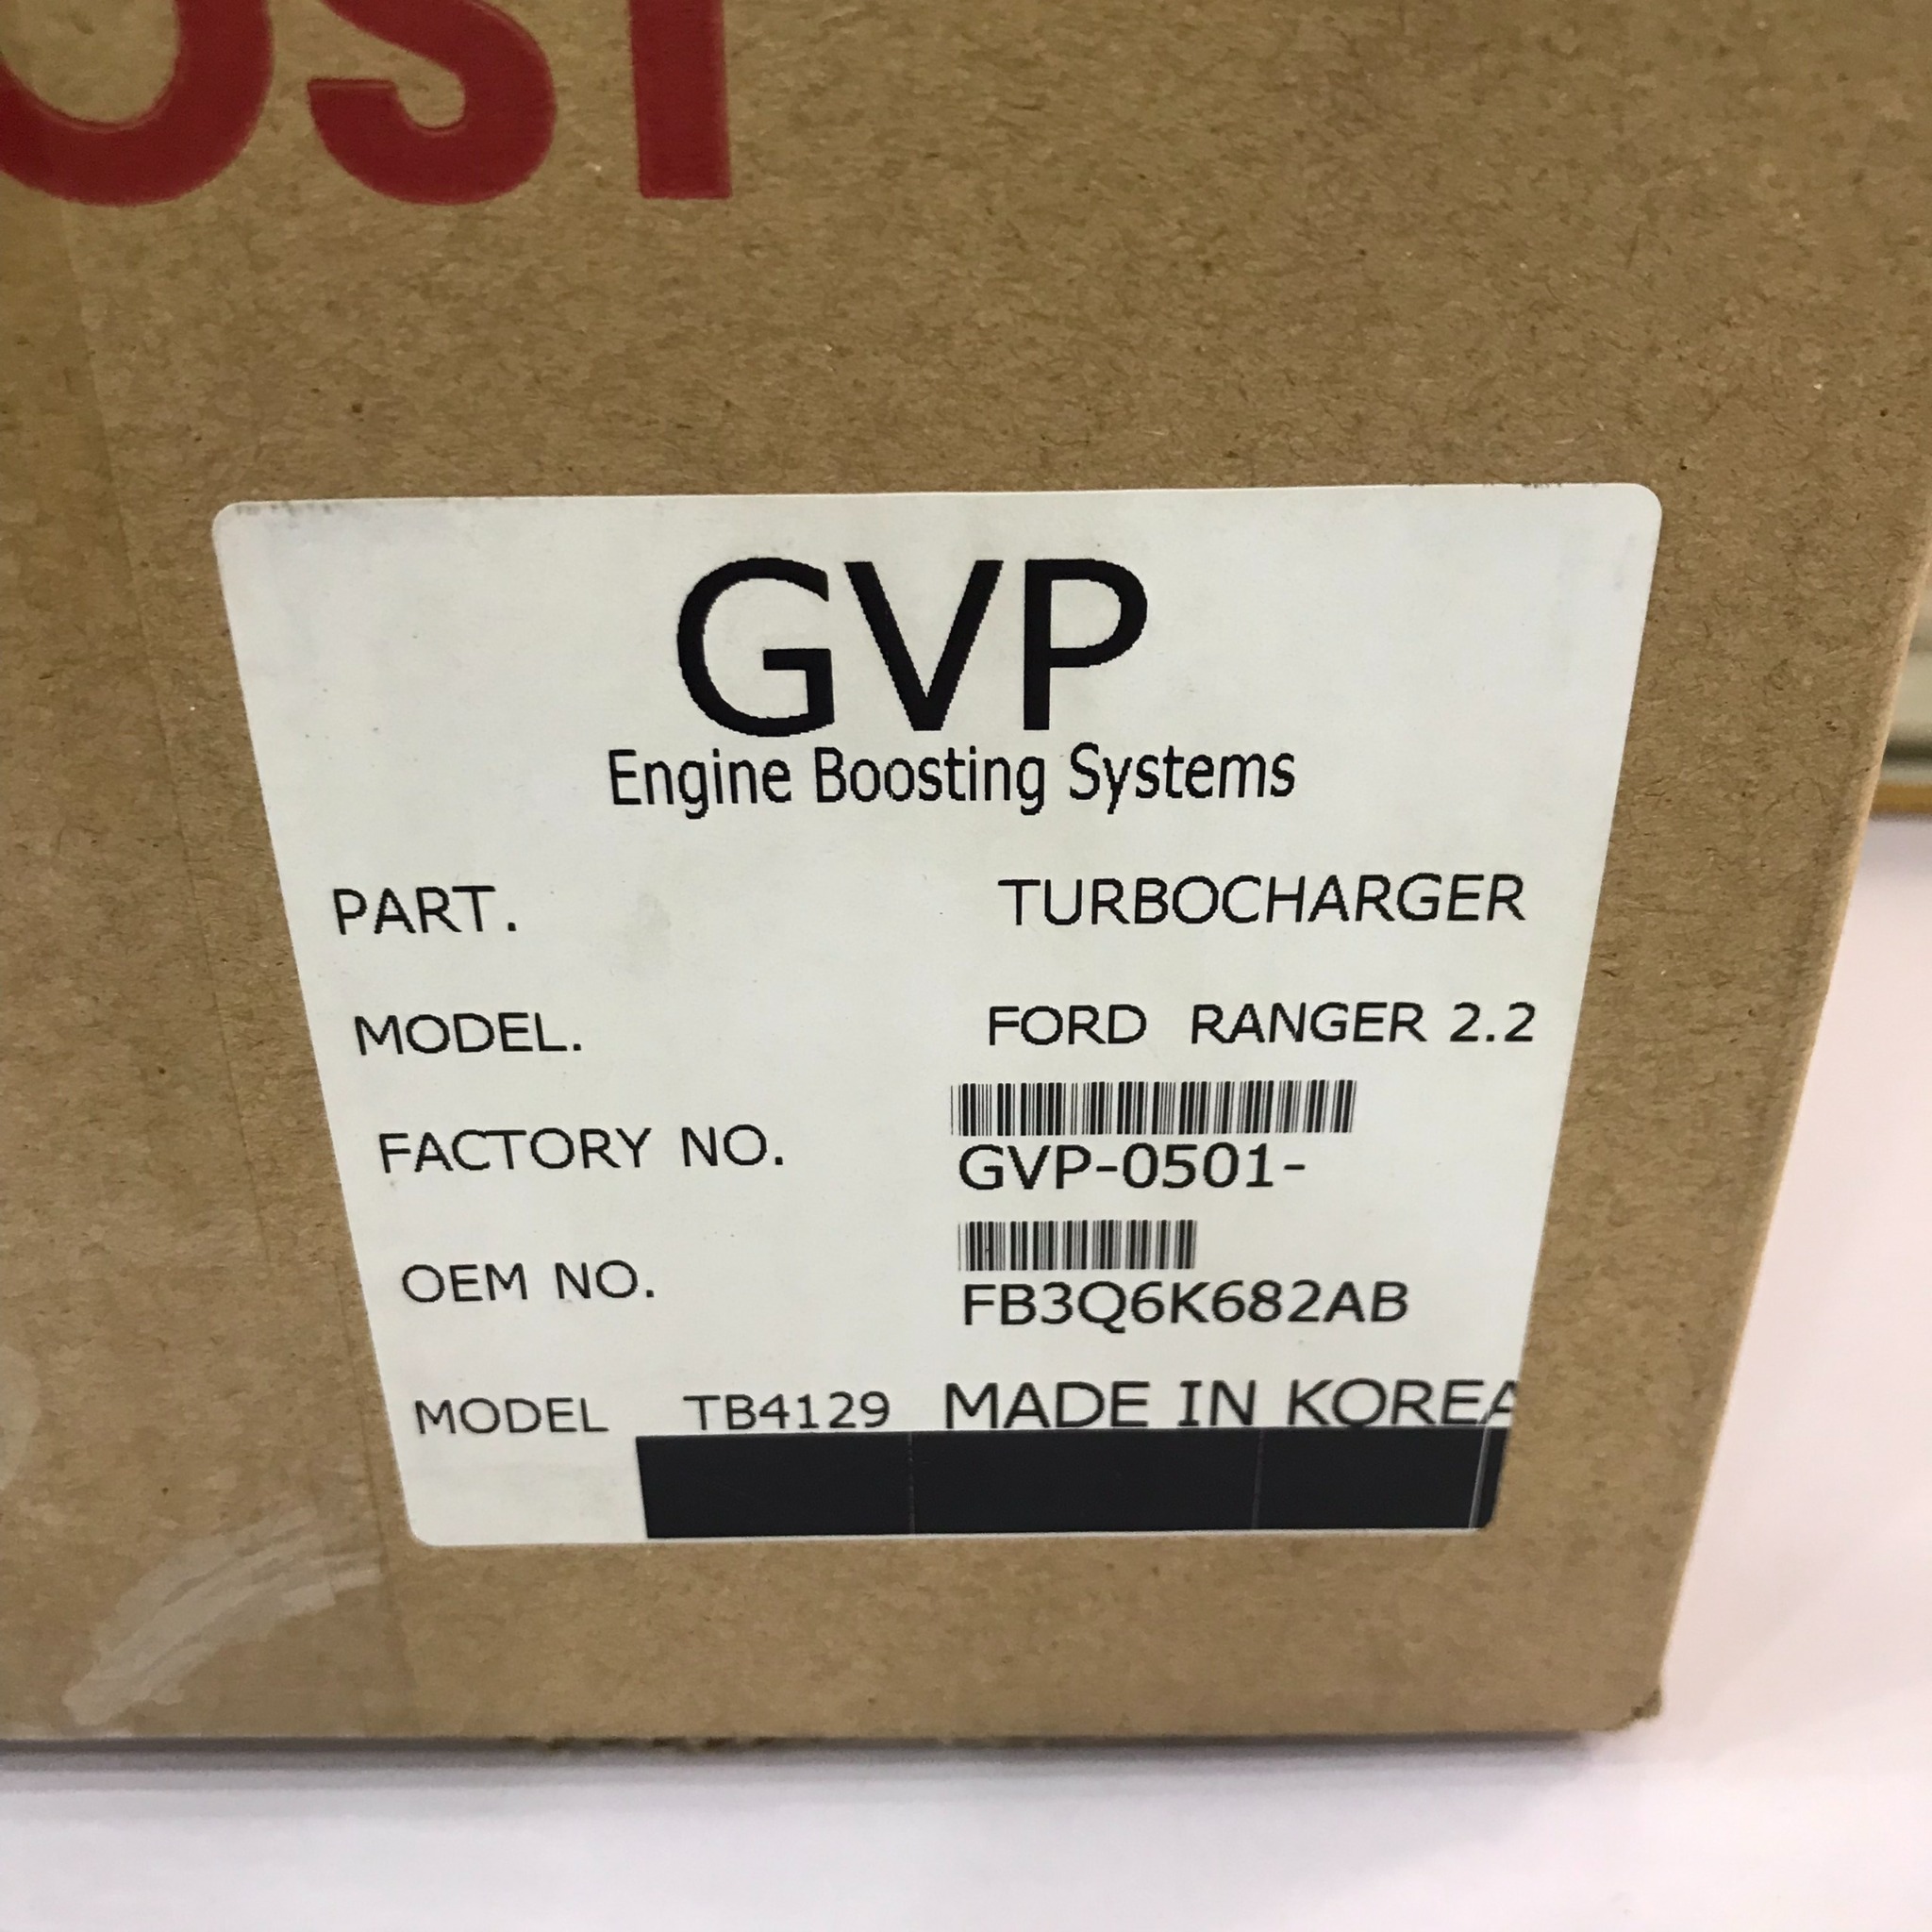 OST
GVP
Engine Boosting Systems
PART. TURBOCHARGER
MODEL. FORD RANGER 2.2
FACTORY NO. GVP-0501-
OEM NO. FB3Q6K682AB
MODEL TB4129 MADE IN KOREA